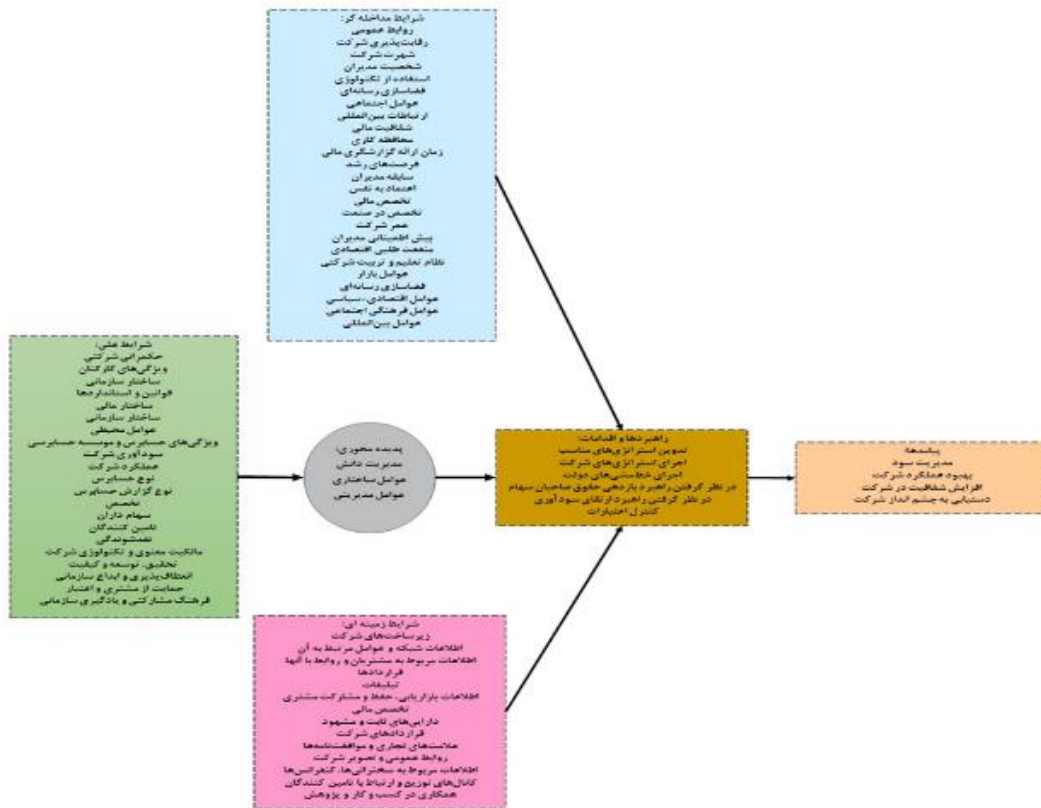 شرایط مداخله گر:
روابط عمومی
رقابت‌پذیری شرکت
شهرت شرکت
شخصیت مدیران
استفاده از تکنولوژی
فضاسازی رسانه‌ای
عوامل اجتماعی
ارتباطات بین‌المللی
شفافیت مالی
محافظه کاری
زمان ارائه گزارشگری مالی
فرصت‌های رشد
سابقه مدیران
اعتماد به نفس
تخصص مالی
تخصص در صنعت
عمر شرکت
بیش اطمینانی مدیران
منفعت طلبی اقتصادی
نظام تعلیم و تربیت شرکتی
عوامل بازار
فضاسازی رسانه‌ای
عوامل اقتصادی-سیاسی
عوامل فرهنگی اجتماعی
عوامل بین‌المللی
شرایط علی:
حکمرانی شرکتی
ویژگی‌های کارکنان
ساختار سازمانی
قوانین و استانداردها
ساختار مالی
ساختار سازمانی
عوامل محیطی
ویژگی‌های حسابرس و موسسه حسابرسی
سودآوری شرکت
عملکرد شرکت
نوع حسابرس
نوع گزارش حسابرس
تخصص
سهام داران
تامین کنندگان
نقدشوندگی
مالکیت معنوی و تکنولوژی شرکت
تحقیق، توسعه و کیفیت
انعطاف‌پذیری و ابداع سازمانی
حمایت از مشتری و اعتبار
فرهنگ مشارکتی و یادگیری سازمانی
پدیده محوری:
مدیریت دانش
عوامل ساختاری
عوامل مدیریتی
راهبردها و اقدامات:
تدوین استراتژی‌های مناسب
اجرای استراتژی‌های شرکت
اجرای خط‌مشی‌های دولت
در نظر گرفتن راهبرد بازدهی حقوق صاحبان سهام
در نظر گرفتن راهبرد ارتقای سودآوری
کنترل اختیارات
پیامدها:
مدیریت سود
بهبود عملکرد شرکت
افزایش شفافیت در شرکت
دستیابی به چشم انداز شرکت
شرایط زمینه ای:
زیرساخت‌های شرکت
اطلاعات شبکه و عوامل مرتبط به آن
اطلاعات مربوط به مشتریان و روابط با آنها
قراردادها
تبلیغات
اطلاعات بازاریابی، حفظ و مشارکت مشتری
تخصص مالی
دارایی‌های ثابت و مشهود
قراردادهای شرکت
علامت‌های تجاری و موافقت‌نامه‌ها
روابط عمومی و تصویر شرکت
اطلاعات مربوط به سخنرانی‌ها، کنفرانس‌ها
کانال‌های توزیع و ارتباط با تامین کنندگان
همکاری در کسب و کار و پژوهش